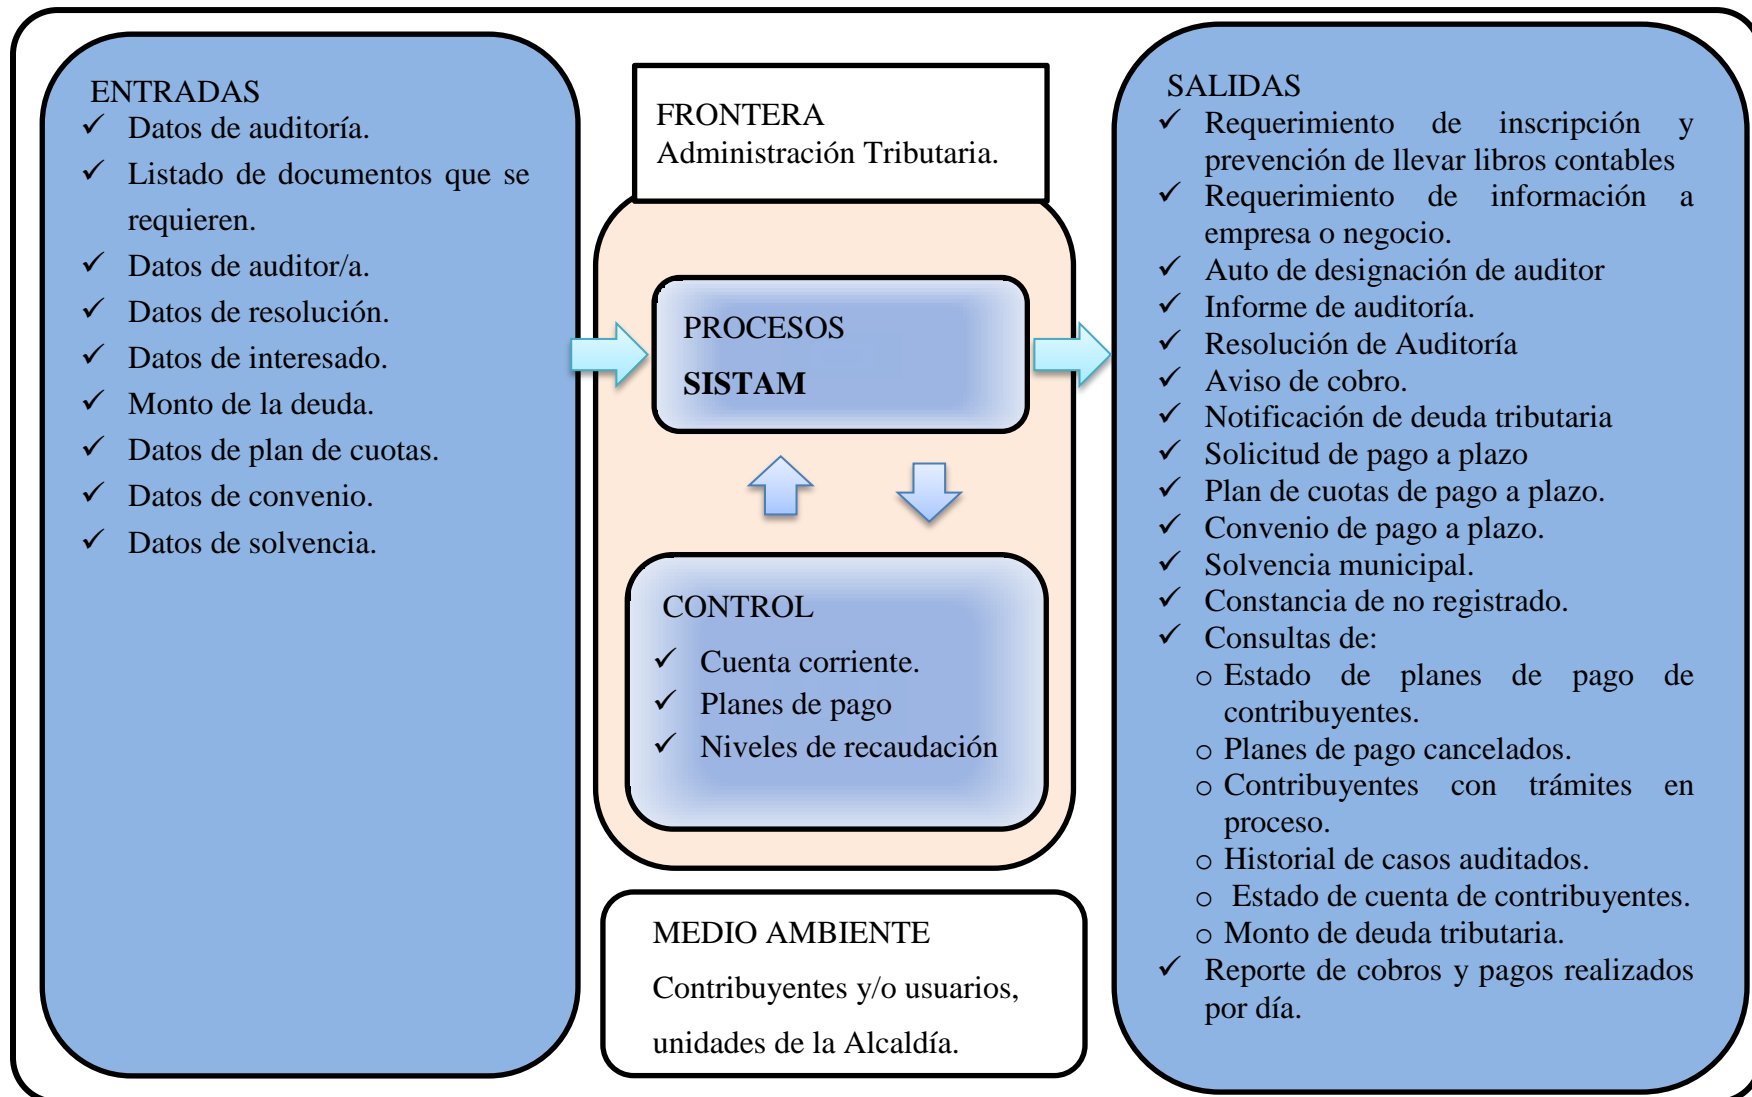 ENTRADAS
✓ Datos de auditoría.
✓ Listado de documentos que se
requieren.
✓ Datos de auditor/a.
✓ Datos de resolución.
✓ Datos de interesado.
✓ Monto de la deuda.
✓ Datos de plan de cuotas.
✓ Datos de convenio.
✓ Datos de solvencia.
FRONTERA
Administración Tributaria.
PROCESOS
SISTAM
CONTROL
✓ Cuenta corriente.
✓ Planes de pago
✓ Niveles de recaudación
MEDIO AMBIENTE
Contribuyentes y/o usuarios,
unidades de la Alcaldía.
SALIDAS
✓ Requerimiento de inscripción y
prevención de llevar libros contables
✓ Requerimiento de información a
empresa o negocio.
✓ Auto de designación de auditor
✓ Informe de auditoría.
✓ Resolución de Auditoría
✓ Aviso de cobro.
✓ Notificación de deuda tributaria
✓ Solicitud de pago a plazo
✓ Plan de cuotas de pago a plazo.
✓ Convenio de pago a plazo.
✓ Solvencia municipal.
✓ Constancia de no registrado.
✓ Consultas de:
o Estado de planes de pago de
contribuyentes.
o Planes de pago cancelados.
o Contribuyentes con trámites en
proceso.
o Historial de casos auditados.
o Estado de cuenta de contribuyentes.
o Monto de deuda tributaria.
✓ Reporte de cobros y pagos realizados
por día.